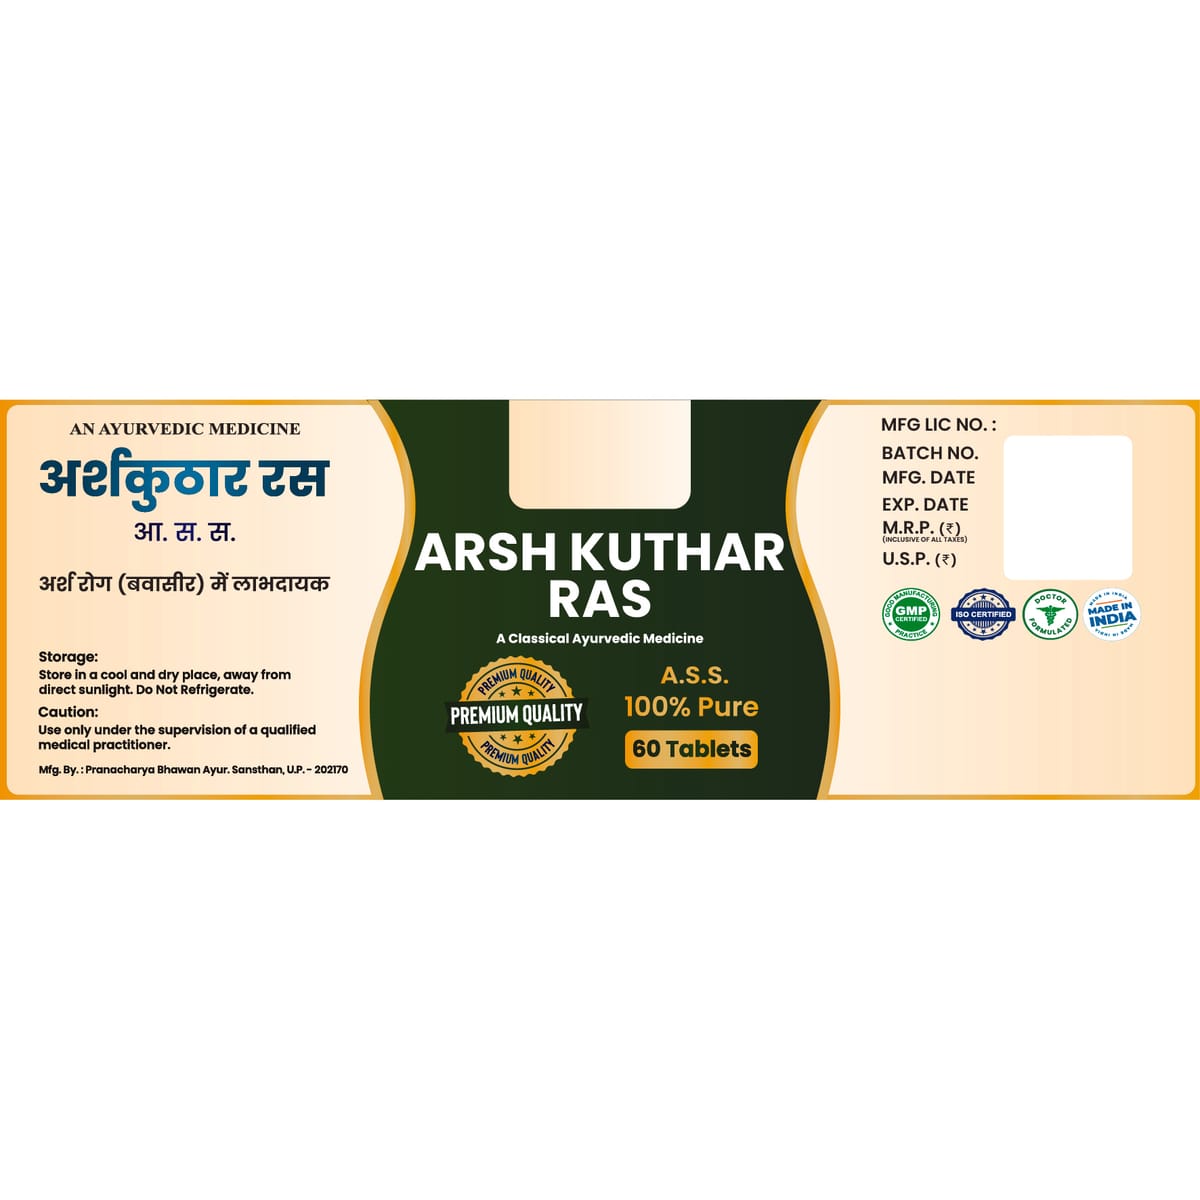 AN AYURVEDIC MEDICINE
अर्शकुठार रस
आ. स. स.
अर्श रोग (बवासीर) में लाभदायक
Storage:
Store in a cool and dry place, away from
direct sunlight. Do Not Refrigerate.
Caution:
Use only under the supervision of a qualified
medical practitioner.
Mfg. By. : Pranacharya Bhawan Ayur. Sansthan, U.P. - 202170
ARSH KUTHAR
RAS
A Classical Ayurvedic Medicine
PREMIUM QUALITY
PREMIUM QUALITY
PREMIUM QUALITY
A.S.S.
100% Pure
60 Tablets
MFG LIC NO. :
BATCH NO.
MFG. DATE
EXP. DATE
M.R.P. (₹)
(INCLUSIVE OF ALL TAXES)
U.S.P. (₹)
GOOD MANUFACTURING
GMP
CERTIFIED
PRACTICE
ISO CERTIFIED
DOCTOR
FORMULATED
MADE IN INDIA
MADE IN
INDIA